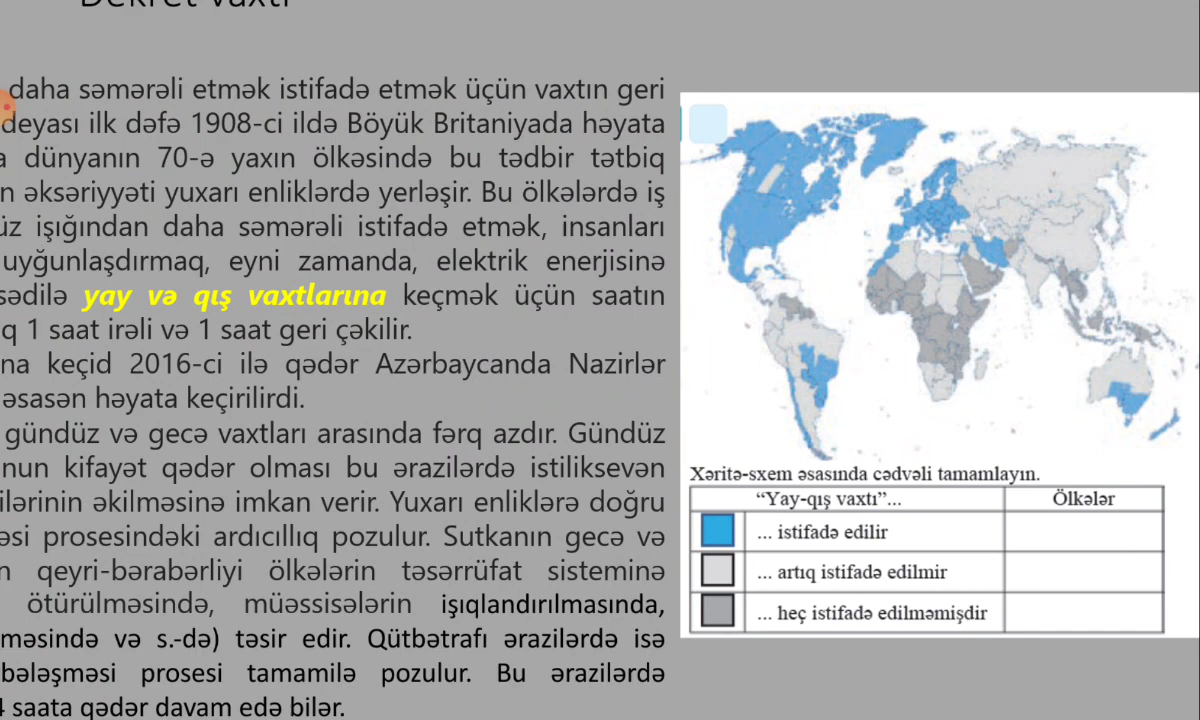 Dekret vaxtı
daha səmərəli etmək istifadə etmək üçün vaxtın geri
deyası ilk dəfə 1908-ci ildə Böyük Britaniyada həyata
a dünyanın 70-ə yaxın ölkəsində bu tədbir tətbiq
n əksəriyyəti yuxarı enliklərdə yerləşir. Bu ölkələrdə iş
üz işığından daha səmərəli istifadə etmək, insanları
uyğunlaşdırmaq, eyni zamanda, elektrik enerjisinə
sədilə yay və qış vaxtlarına keçmək üçün saatın
q 1 saat irəli və 1 saat geri çəkilir.
na keçid 2016-ci ilə qədər Azərbaycanda Nazirlər
əsasən həyata keçirilirdi.
gündüz və gecə vaxtları arasında fərq azdır. Gündüz
nun kifayət qədər olması bu ərazilərdə istiliksevən
ilərinin əkilməsinə imkan verir. Yuxarı enliklərə doğru
əsi prosesindəki ardıcıllıq pozulur. Sutkanın gecə və
n qeyri-bərabərliyi ölkələrin təsərrüfat sisteminə
ötürülməsində, müəssisələrin işıqlandırılmasında,
məsində və s.-də) təsir edir. Qütbətrafı ərazilərdə isə
bələşməsi prosesi tamamilə pozulur. Bu ərazilərdə
4 saata qədər davam edə bilər.
Xəritə-sxem əsasında cədvəli tamamlayın.
“Yay-qış vaxtı”... Ölkələr
... istifadə edilir
... artıq istifadə edilmir
... heç istifadə edilməmişdir